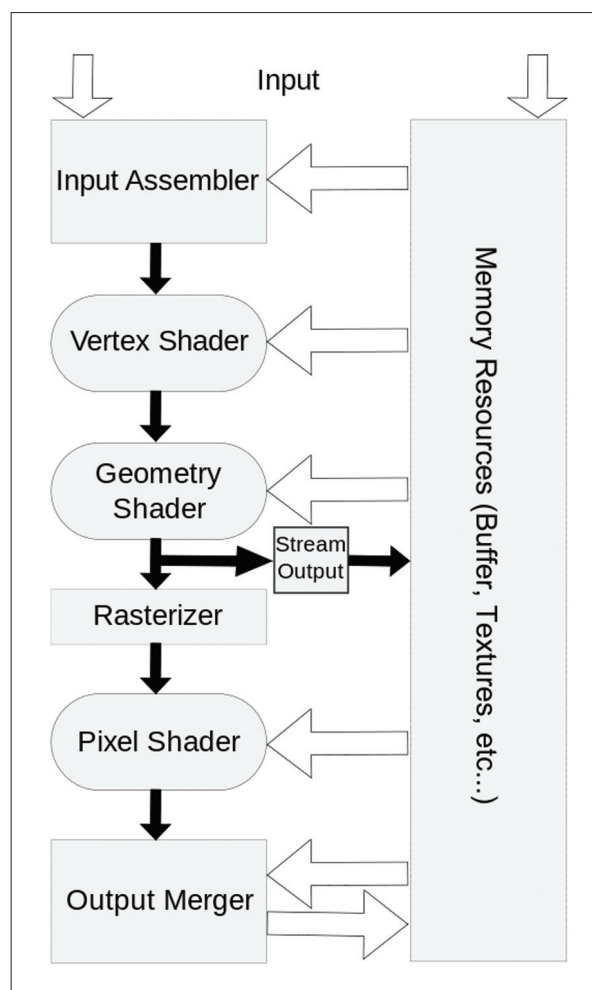 Input
Input Assembler
Vertex Shader
Geometry
Shader
Stream
Output
Rasterizer
Pixel Shader
Output Merger
Memory Resources (Buffer, Textures, etc...)